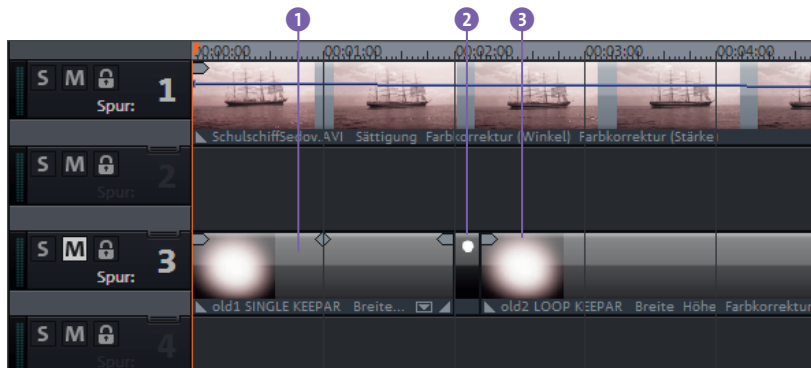 1 2 3
00:00:00 00:01:00 00:02:00 00:03:00 00:04:00
S M 1
Spur:
SchulschiffSedov.AVI Sättigung Farbkorrektur (Winkel) Farbkorrektur (Stärke)
S M 2
Spur:
S M 3
Spur:
old1 SINGLE KEEPAR Breite... old2 LOOP KEEPAR Breite Höhe Farbkorrektur
S M 4
Spur: